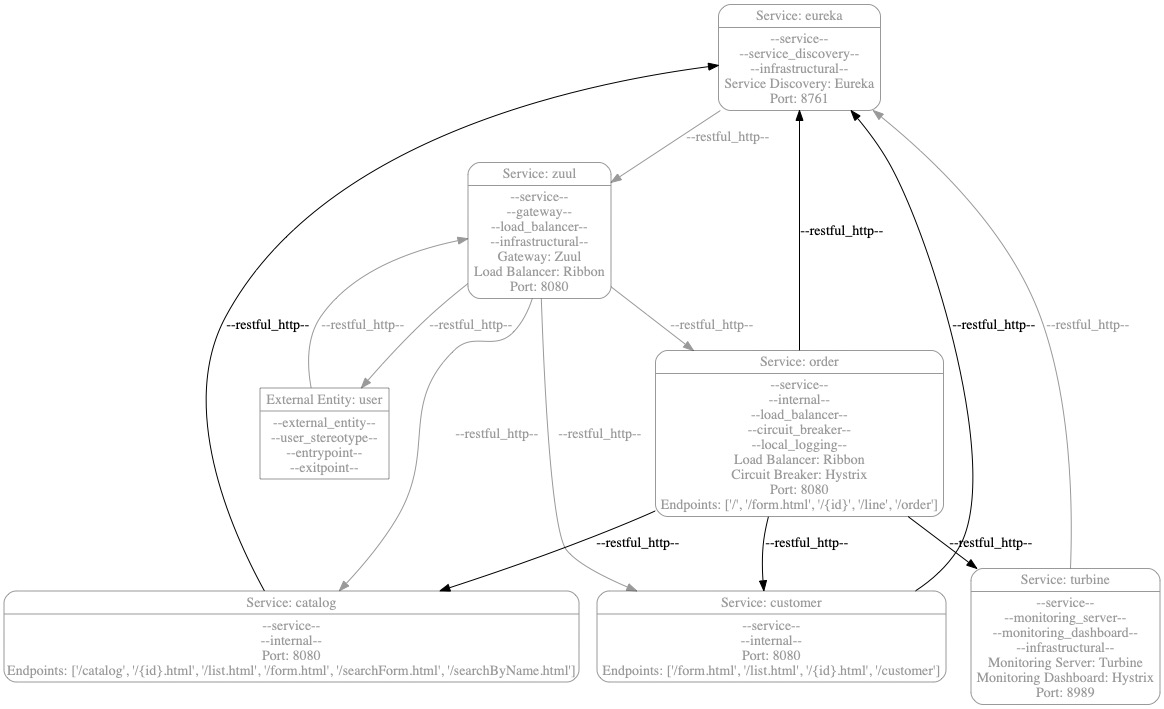 Service: eureka
--service--
--service_discovery--
--infrastructural--
Service Discovery: Eureka
Port: 8761
--restful_http--
Service: zuul
--service--
--gateway--
--load_balancer--
--infrastructural--
Gateway: Zuul
Load Balancer: Ribbon
Port: 8080
--restful_http--
--restful_http--
--restful_http--
--restful_http--
--restful_http--
--restful_http--
--restful_http--
Service: order
--service--
--internal--
--load_balancer--
--circuit_breaker--
--local_logging--
Load Balancer: Ribbon
Circuit Breaker: Hystrix
Port: 8080
Endpoints: ['/', '/form.html', '/{id}', '/line', '/order']
External Entity: user
--external_entity--
--user_stereotype--
--entrypoint--
--exitpoint--
--restful_http--
--restful_http--
--restful_http--
--restful_http--
--restful_http--
Service: catalog
--service--
--internal--
Port: 8080
Endpoints: ['/catalog', '/{id}.html', '/list.html', '/form.html', '/searchForm.html', '/searchByName.html']
Service: customer
--service--
--internal--
Port: 8080
Endpoints: ['/form.html', '/list.html', '/{id}.html', '/customer']
Service: turbine
--service--
--monitoring_server--
--monitoring_dashboard--
--infrastructural--
Monitoring Server: Turbine
Monitoring Dashboard: Hystrix
Port: 8989